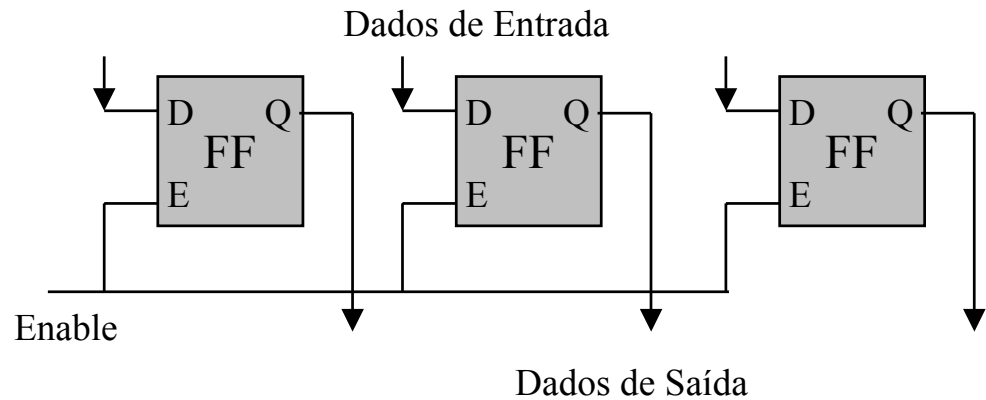 Dados de Entrada
D Q D Q D Q
FF FF FF
E E E
Enable
Dados de Saída